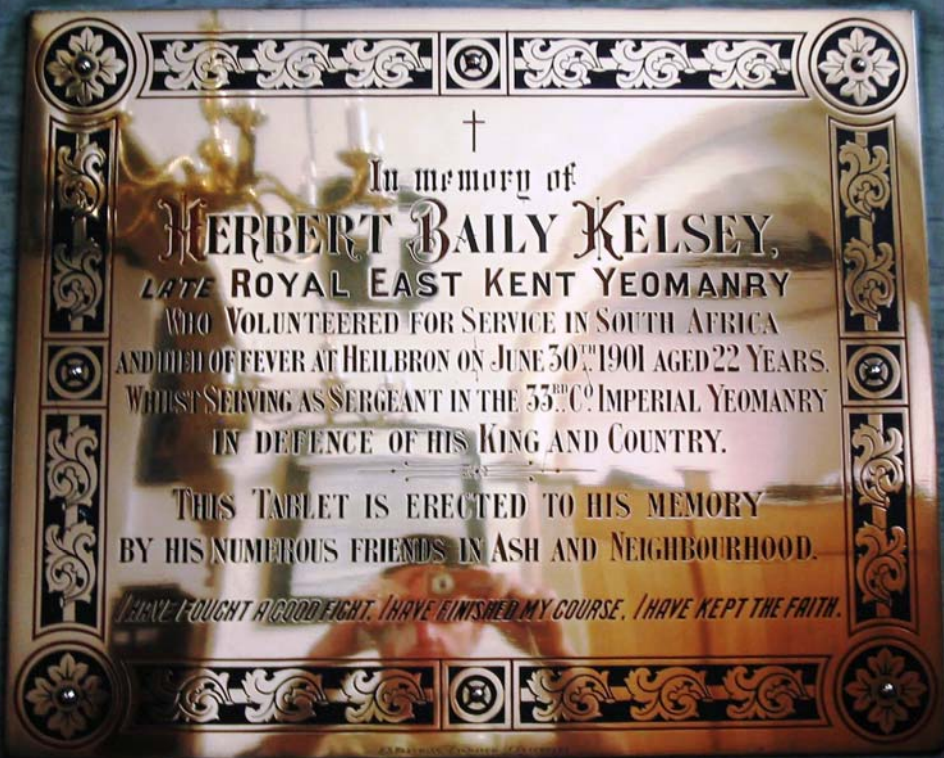 In memory of
HERBERT BAILY KELSEY,
LATE ROYAL EAST KENT YEOMANRY
WHO VOLUNTEERED FOR SERVICE IN SOUTH AFRICA
AND DIED OF FEVER AT HEILBRON ON JUNE 30TH 1901 AGED 22 YEARS.
WHILST SERVING AS SERGEANT IN THE 33RD CO. IMPERIAL YEOMANRY
IN DEFENCE OF HIS KING AND COUNTRY.
THIS TABLET IS ERECTED TO HIS MEMORY
BY HIS NUMEROUS FRIENDS IN ASH AND NEIGHBOURHOOD.
I HAVE FOUGHT A GOOD FIGHT, I HAVE FINISHED MY COURSE, I HAVE KEPT THE FAITH.